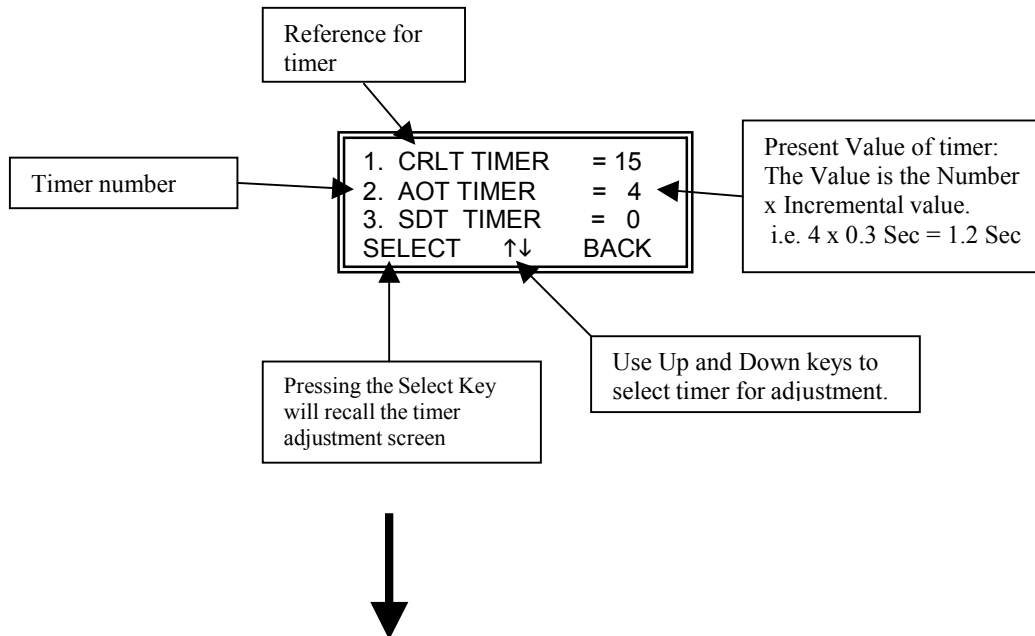 Reference for
timer
1. CRLT TIMER = 15
2. AOT TIMER = 4
3. SDT TIMER = 0
SELECT ↑↓ BACK
Timer number
Present Value of timer:
The Value is the Number
x Incremental value.
i.e. 4 x 0.3 Sec = 1.2 Sec
Pressing the Select Key
will recall the timer
adjustment screen
Use Up and Down keys to
select timer for adjustment.